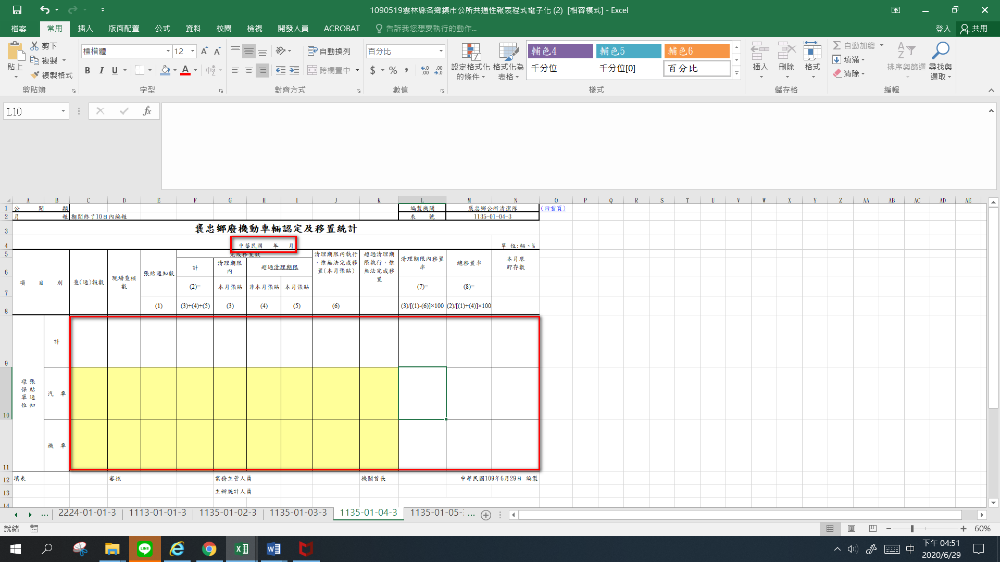 1090519雲林縣各鄉鎮市公所共通性報表程式電子化 (2)  [相容模式] - Excel
檔案 常用 插入 版面配置 公式 資料 校閱 檢視 開發人員 ACROBAT 告訴我您想要執行的動作... 登入 共用
貼上 剪下 複製 複製格式 剪貼簿
標楷體 12 B I U A 中 字型
自動換列 跨欄置中 對齊方式
百分比 $ % , 數值
設定格式化的條件 格式化為表格
輔色4 輔色5 輔色6
千分位 千分位[0] 百分比
樣式
插入 刪除 格式 儲存格
自動加總 填滿 清除 排序與篩選 尋找與選取 編輯
L10 fx
A B C D E F G H I J K L M N O P Q R S T U V W X Y Z AA AB AC AD AE
1 公 開 類 編製機關 褒忠鄉公所清潔隊 (回首頁)
2 月 報 期間終了10日內編報 表 號 1135-01-04-3
3 褒忠鄉廢機動車輛認定及移置統計
4 中華民國 年 月 單位:輛、%
5 完成移置數
6 7 8
項 目 別
查(通)報數
現場查核數
張貼通知數
(1)
計
(2)=
(3)+(4)+(5)
清理期限內
本月張貼
(3)
超過清理期限
非本月張貼 本月張貼
(4) (5)
清理期限內執行，惟無法完成移置(本月張貼)
(6)
超過清理期限執行，惟無法完成移置
清理期限內移置率
(7)=
(3)/[(1)-(6)]×100
總移置率
(8)=
(2)/[(1)+(4)]×100
本月底貯存數
環保單位張貼通知
9 計
10 汽 車
11 機 車
12 填表 審核 業務主管人員 機關首長 中華民國109年6月29日 編製
13 主辦統計人員
14
... 2224-01-01-3 1113-01-01-3 1135-01-02-3 1135-01-03-3 1135-01-04-3 1135-01-05-: ...
就緒 60%
LINE 中 下午 04:51
2020/6/29